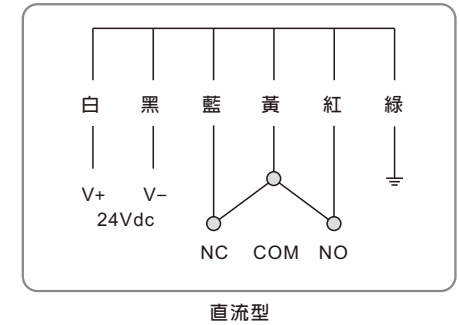 白 黑 藍 黃 紅 綠
V+ V−
24Vdc
NC COM NO
直流型